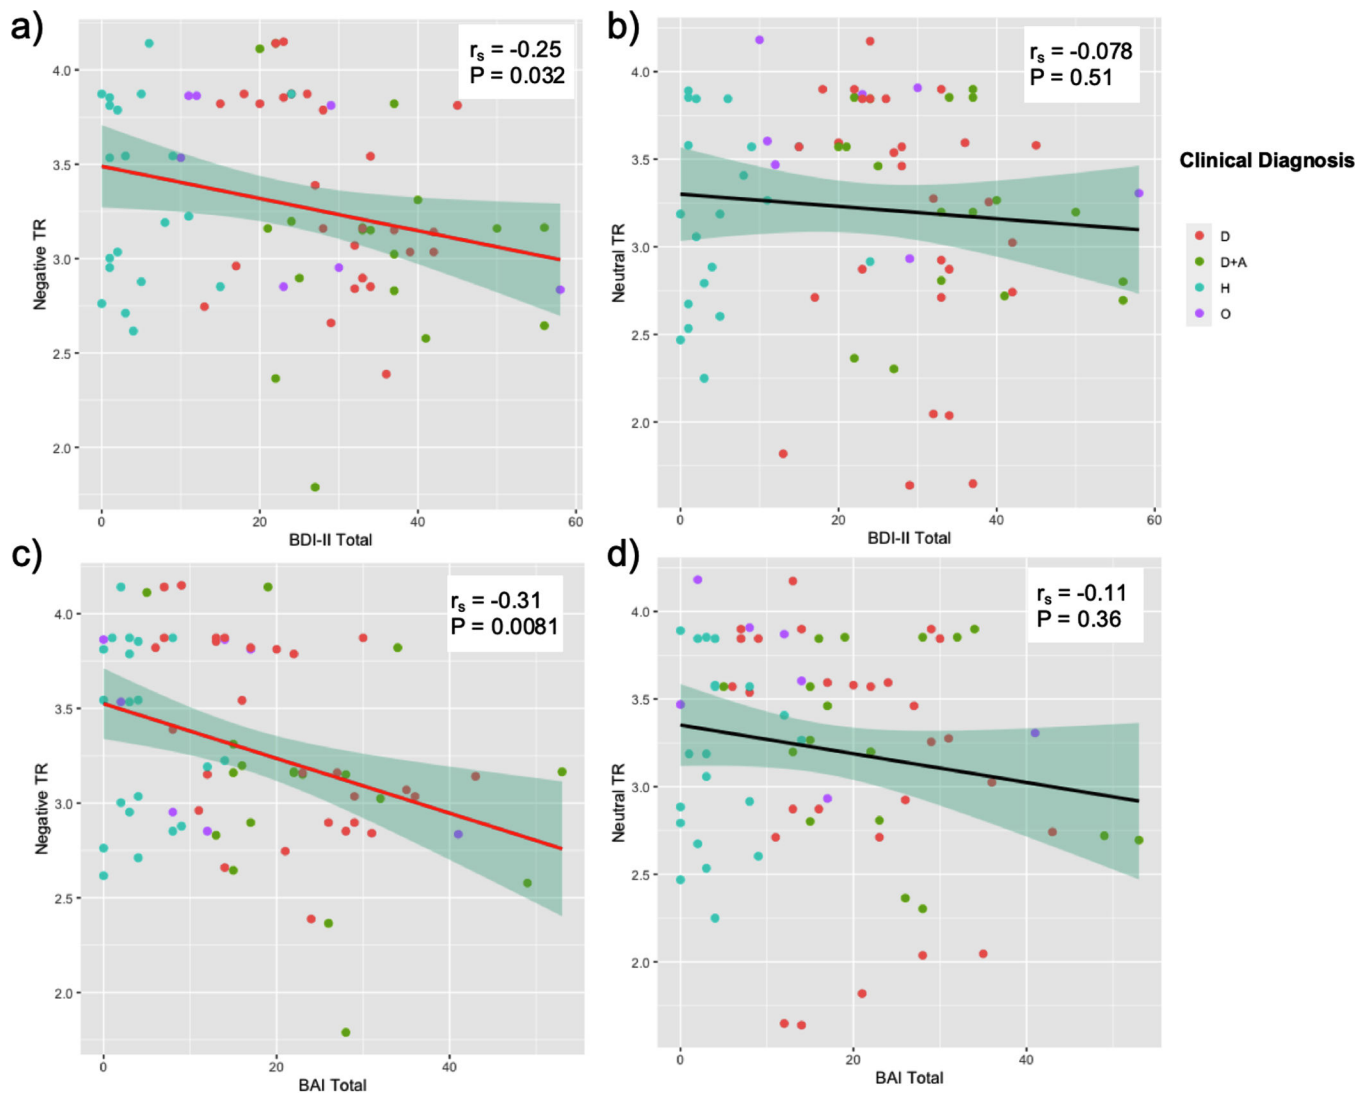 a)
rs = -0.25
P = 0.032
4.0
3.5
3.0
2.5
2.0
Negative TR
0
20
40
60
BDI-II Total
b)
rs = -0.078
P = 0.51
4.0
3.5
3.0
2.5
2.0
Neutral TR
0
20
40
60
BDI-II Total
Clinical Diagnosis
D
D+A
H
O
c)
rs = -0.31
P = 0.0081
4.0
3.5
3.0
2.5
2.0
Negative TR
0
20
40
BAI Total
d)
rs = -0.11
P = 0.36
4.0
3.5
3.0
2.5
2.0
Neutral TR
0
20
40
BAI Total